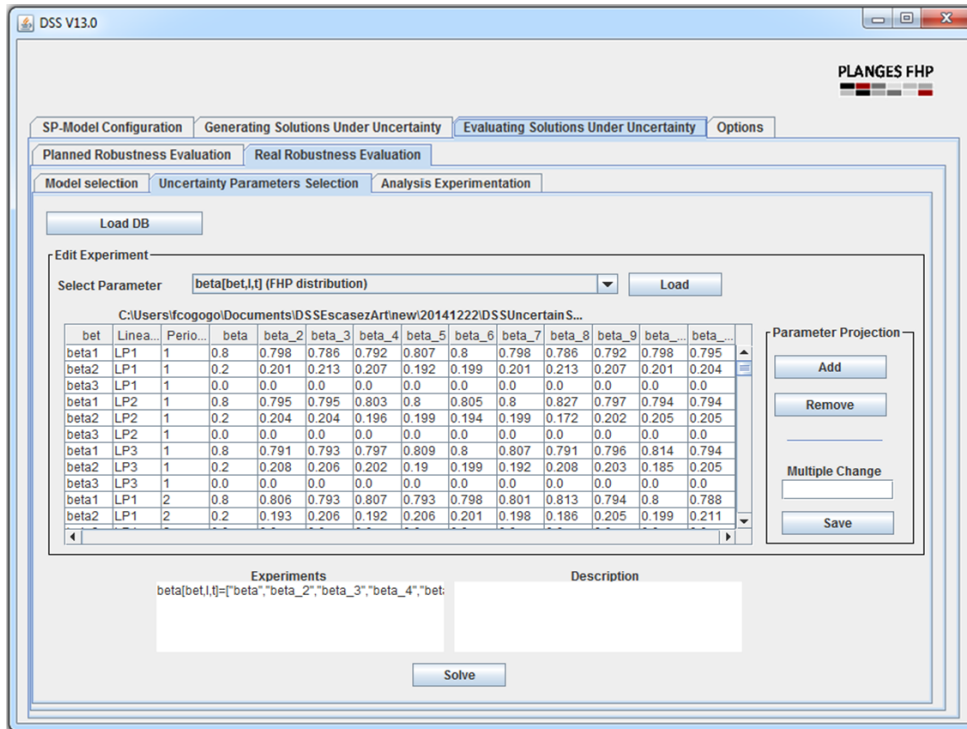 DSS V13.0
PLANGES FHP
SP-Model Configuration Generating Solutions Under Uncertainty Evaluating Solutions Under Uncertainty Options
Planned Robustness Evaluation Real Robustness Evaluation
Model selection Uncertainty Parameters Selection Analysis Experimentation
Load DB
Edit Experiment
Select Parameter beta[bet,l,t] (FHP distribution) Load
C:\Users\fcogogo\Documents\DSSEscasezArt\new\20141222\DSSUncertainS...
bet Linea... Perio... beta beta_2 beta_3 beta_4 beta_5 beta_6 beta_7 beta_8 beta_9 beta_... beta_...
beta1 LP1 1 0.8 0.798 0.786 0.792 0.807 0.8 0.798 0.786 0.792 0.798 0.795
beta2 LP1 1 0.2 0.201 0.213 0.207 0.192 0.199 0.201 0.213 0.207 0.201 0.204
beta3 LP1 1 0.0 0.0 0.0 0.0 0.0 0.0 0.0 0.0 0.0 0.0 0.0
beta1 LP2 1 0.8 0.795 0.795 0.803 0.8 0.805 0.8 0.827 0.797 0.794 0.794
beta2 LP2 1 0.2 0.204 0.204 0.196 0.199 0.194 0.199 0.172 0.202 0.205 0.205
beta3 LP2 1 0.0 0.0 0.0 0.0 0.0 0.0 0.0 0.0 0.0 0.0 0.0
beta1 LP3 1 0.8 0.791 0.793 0.797 0.809 0.8 0.807 0.791 0.796 0.814 0.794
beta2 LP3 1 0.2 0.208 0.206 0.202 0.19 0.199 0.192 0.208 0.203 0.185 0.205
beta3 LP3 1 0.0 0.0 0.0 0.0 0.0 0.0 0.0 0.0 0.0 0.0 0.0
beta1 LP1 2 0.8 0.806 0.793 0.807 0.793 0.798 0.801 0.813 0.794 0.8 0.788
beta2 LP1 2 0.2 0.193 0.206 0.192 0.206 0.201 0.198 0.186 0.205 0.199 0.211
Parameter Projection
Add
Remove
Multiple Change
Save
Experiments Description
beta[bet,l,t]=["beta","beta_2","beta_3","beta_4","beta
Solve